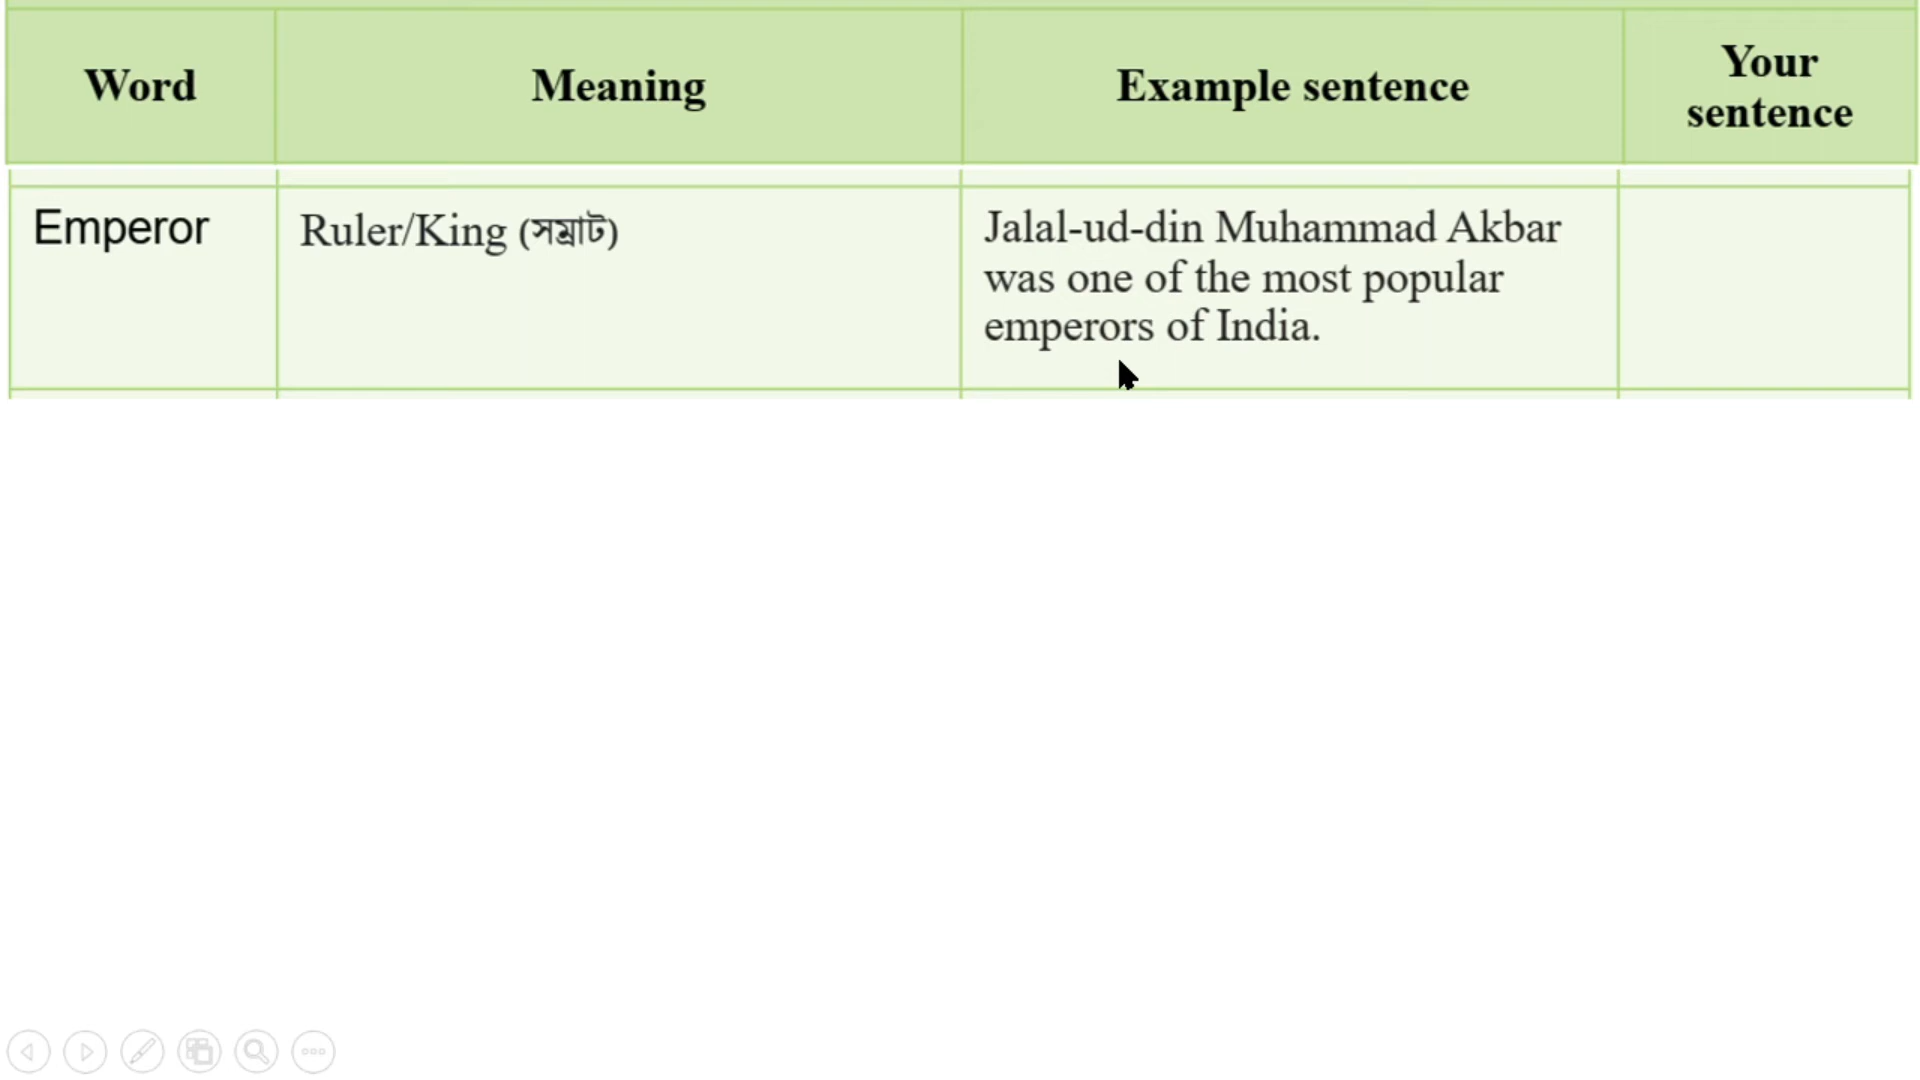 Word
Meaning
Example sentence
Your
sentence
Emperor
Ruler/King (সম্রাট)
Jalal-ud-din Muhammad Akbar
was one of the most popular
emperors of India.